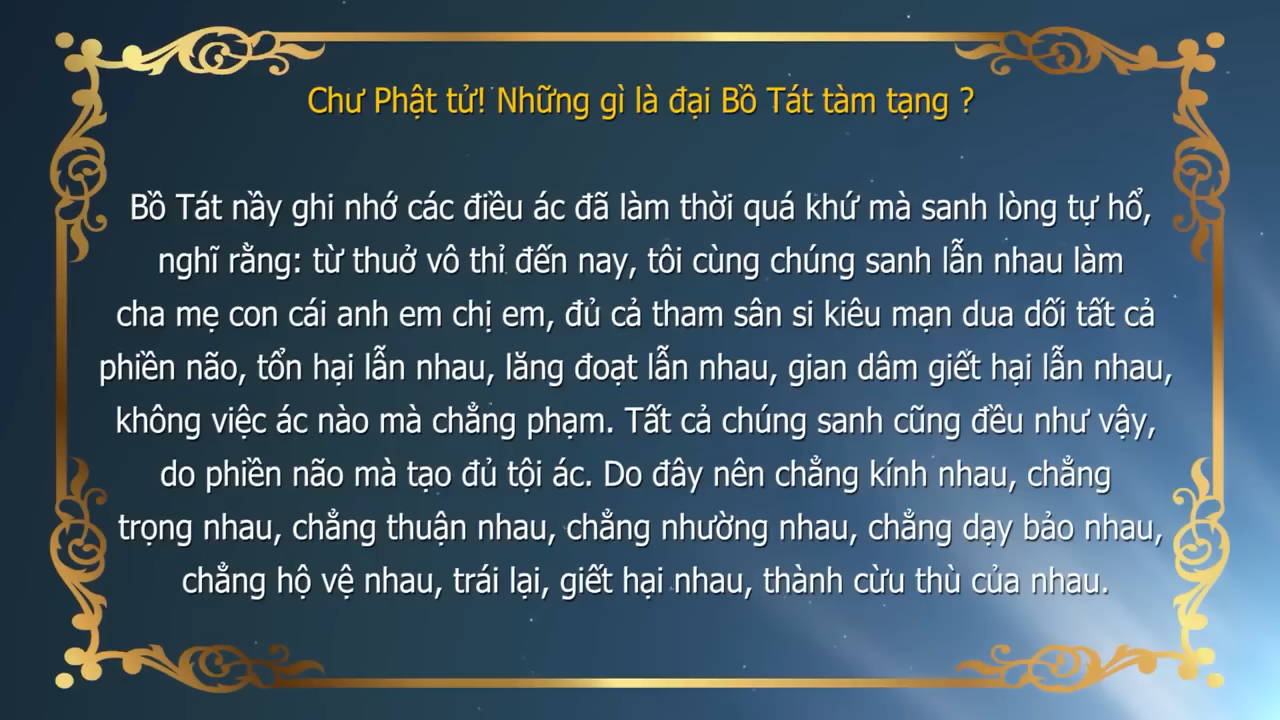 Chư Phật tử! Những gì là đại Bồ Tát tàm tạng ?
Bồ Tát nầy ghi nhớ các điều ác đã làm thời quá khứ mà sanh lòng tự hổ,
nghĩ rằng: từ thuở vô thỉ đến nay, tôi cùng chúng sanh lẫn nhau làm
cha mẹ con cái anh em chị em, đủ cả tham sân si kiêu mạn dua dối tất cả
phiền não, tổn hại lẫn nhau, lăng đoạt lẫn nhau, gian dâm giết hại lẫn nhau,
không việc ác nào mà chẳng phạm. Tất cả chúng sanh cũng đều như vậy,
do phiền não mà tạo đủ tội ác. Do đây nên chẳng kính nhau, chẳng
trọng nhau, chẳng thuận nhau, chẳng nhường nhau, chẳng dạy bảo nhau,
chẳng hộ vệ nhau, trái lại, giết hại nhau, thành cừu thù của nhau.